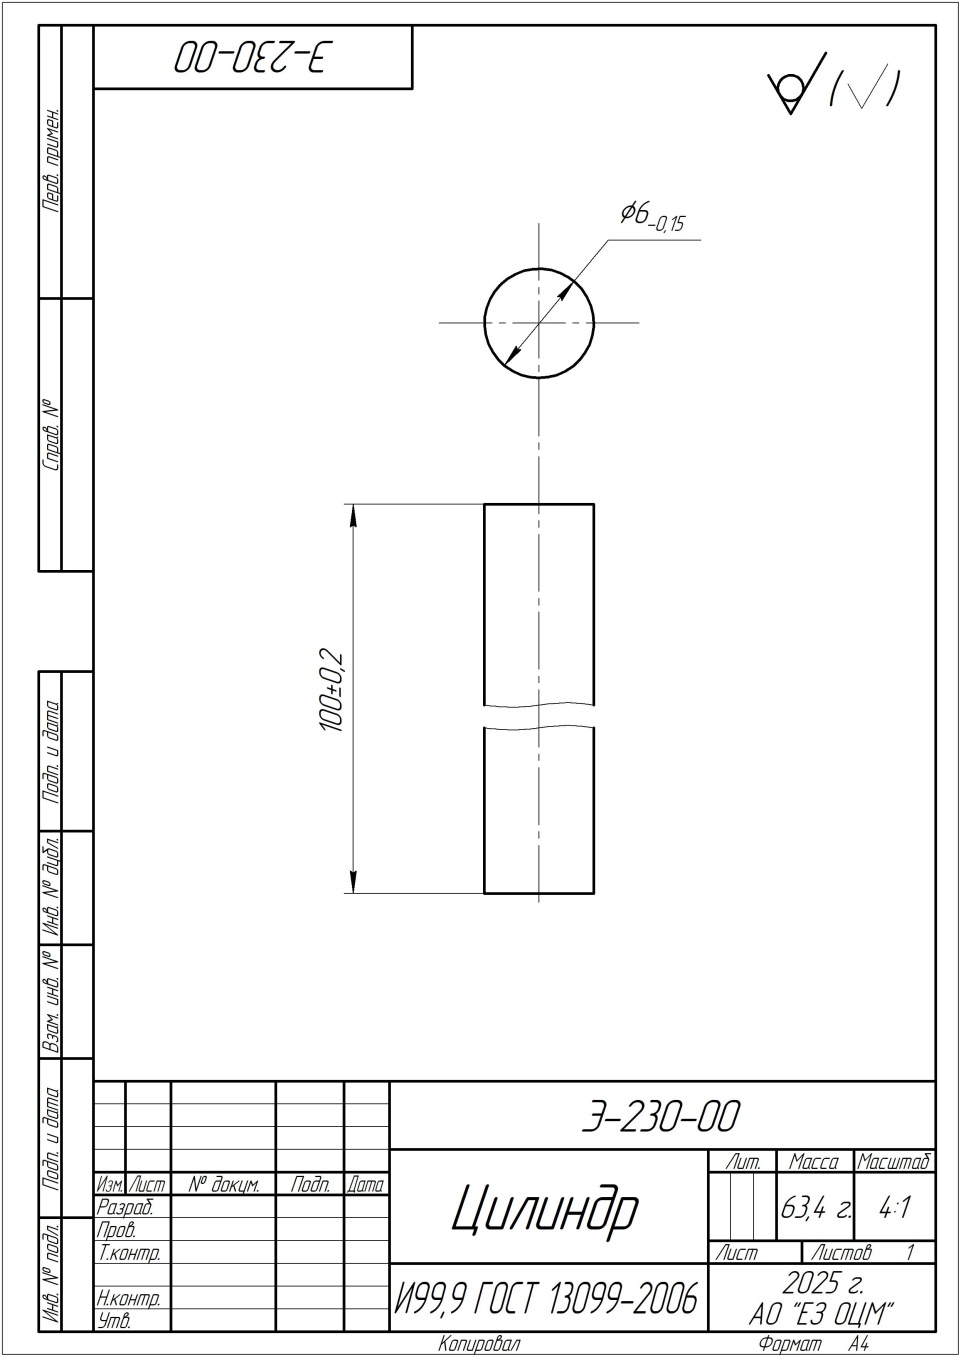 Э-230-00
√ (√)
Перв. примен.
Справ. №
Подп. и дата
Инв. № дубл.
Взам. инв. №
Подп. и дата
Инв. № подл.
⌀6-0,15
100±0,2
Э-230-00
Изм. Лист № докум. Подп. Дата
Разраб.
Пров.
Т.контр.
Н.контр.
Утв.
Цилиндр
Лит. Масса Масштаб
63,4 г. 4:1
Лист Листов 1
И99,9 ГОСТ 13099-2006
2025 г.
АО "ЕЗ ОЦМ"
Копировал Формат А4